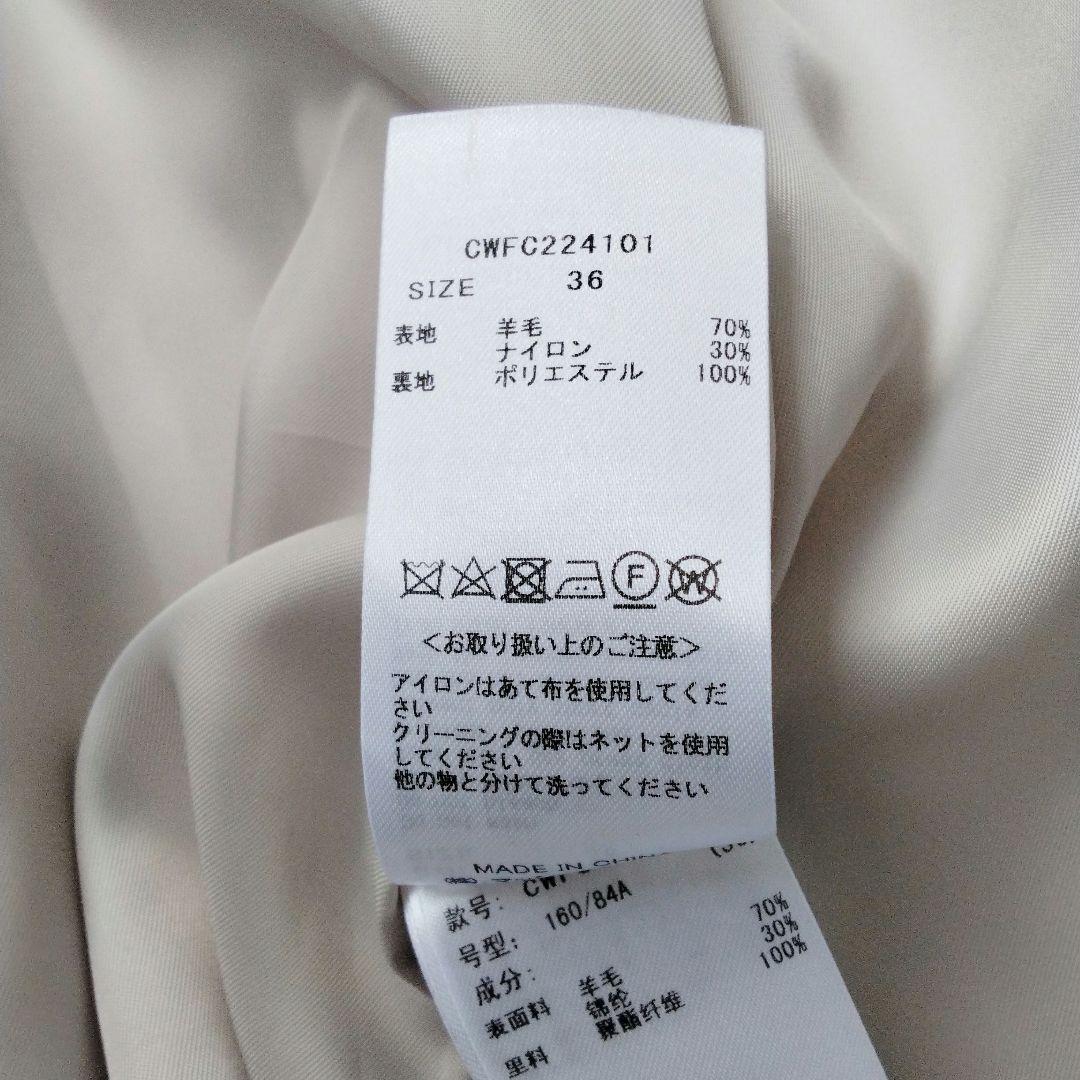 CWFC224101
SIZE 36
表地 羊毛 70%
ナイロン 30%
裏地 ポリエステル 100%
F W
<お取り扱い上のご注意>
アイロンはあて布を使用してくだ
さい
クリーニングの際はネットを使用
してください
他の物と分けて洗ってください
MADE IN CHINA
款号:
号型: 160/84A
成分:
表面料 羊毛 70%
锦纶 30%
里料 聚酯纤维 100%